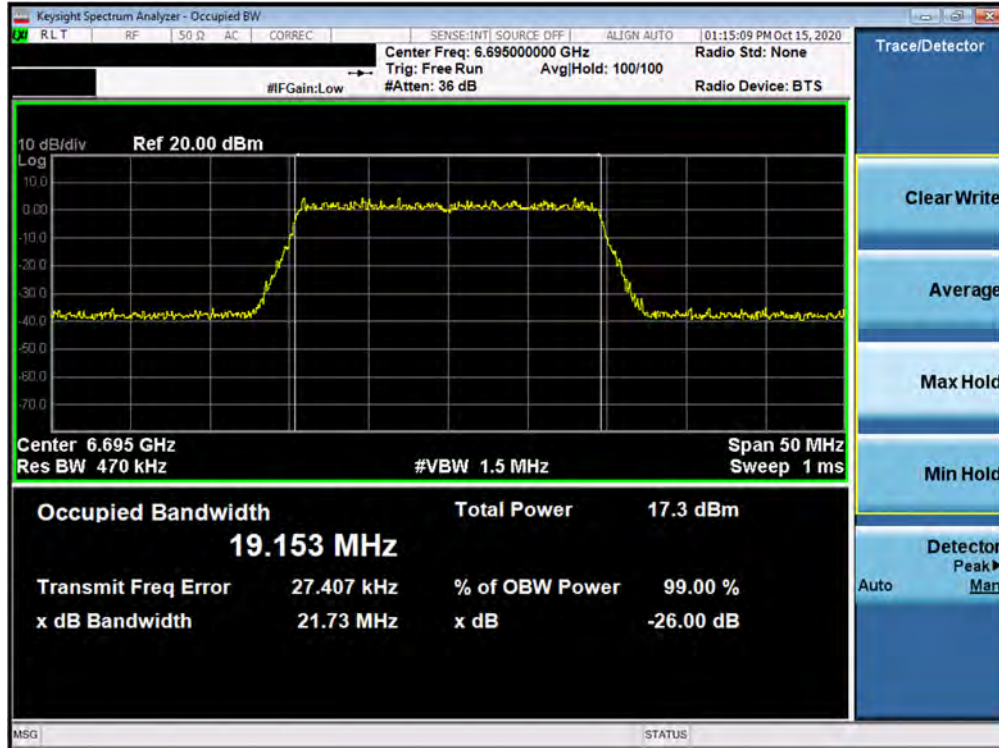 Keysight Spectrum Analyzer - Occupied BW
LXI RLT RF 50 Ω AC CORREC SENSE:INT SOURCE OFF ALIGN AUTO 01:15:09 PM Oct 15, 2020
Center Freq: 6.695000000 GHz Radio Std: None
Trig: Free Run Avg|Hold: 100/100
#IFGain:Low #Atten: 36 dB Radio Device: BTS
10 dB/div Ref 20.00 dBm
Log
10.0
0.00
-10.0
-20.0
-30.0
-40.0
-50.0
-60.0
-70.0
Center 6.695 GHz Span 50 MHz
Res BW 470 kHz #VBW 1.5 MHz Sweep 1 ms
Occupied Bandwidth Total Power 17.3 dBm
19.153 MHz
Transmit Freq Error 27.407 kHz % of OBW Power 99.00 %
x dB Bandwidth 21.73 MHz x dB -26.00 dB
MSG STATUS
Trace/Detector
Clear Write
Average
Max Hold
Min Hold
Detector
Peak▶
Auto Man